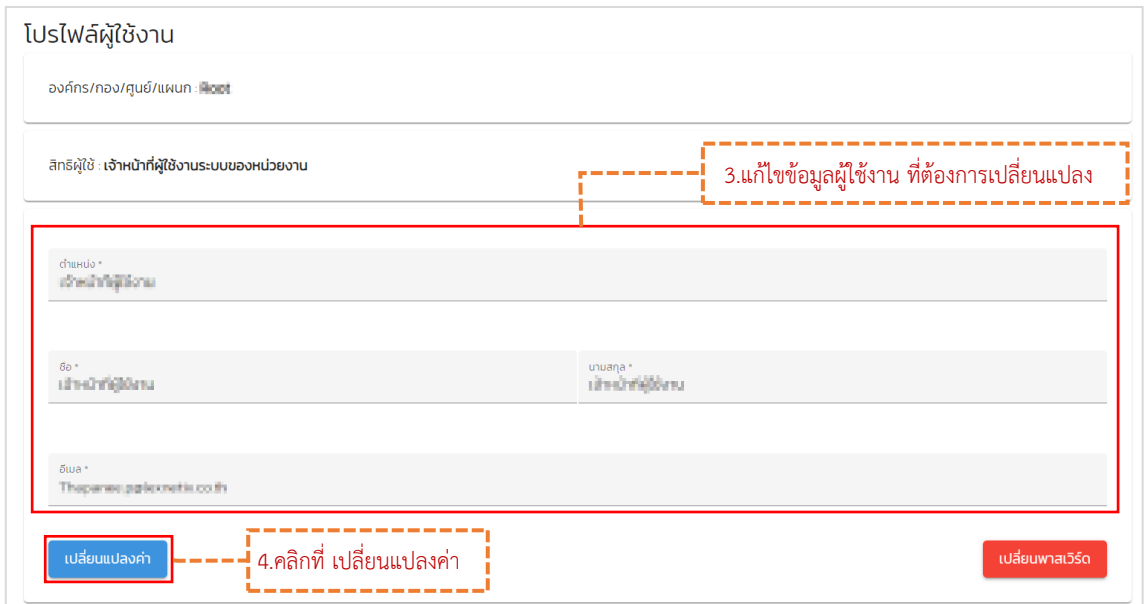 โปรไฟล์ผู้ใช้งาน
องค์กร/กอง/ศูนย์/แผนก :
สิทธิผู้ใช้ : เจ้าหน้าที่ผู้ใช้งานระบบของหน่วยงาน
3.แก้ไขข้อมูลผู้ใช้งาน ที่ต้องการเปลี่ยนแปลง
ตำแหน่ง *
ชื่อ * นามสกุล *
อีเมล *
เปลี่ยนแปลงค่า 4.คลิกที่ เปลี่ยนแปลงค่า เปลี่ยนพาสเวิร์ด